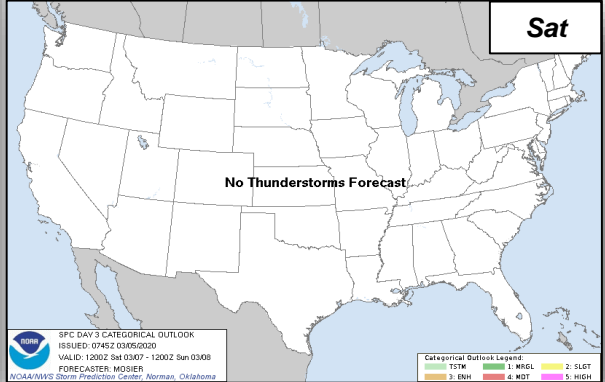 Sat
No Thunderstorms Forecast
SPC DAY 3 CATEGORICAL OUTLOOK
ISSUED: 0745Z 03/05/2020
VALID: 1200Z Sat 03/07 - 1200Z Sun 03/08
FORECASTER: MOSIER
NOAA/NWS Storm Prediction Center, Norman, Oklahoma
NOAA
Categorical Outlook Legend:
TSTM 1: MRGL 2: SLGT
3: ENH 4: MDT 5: HIGH